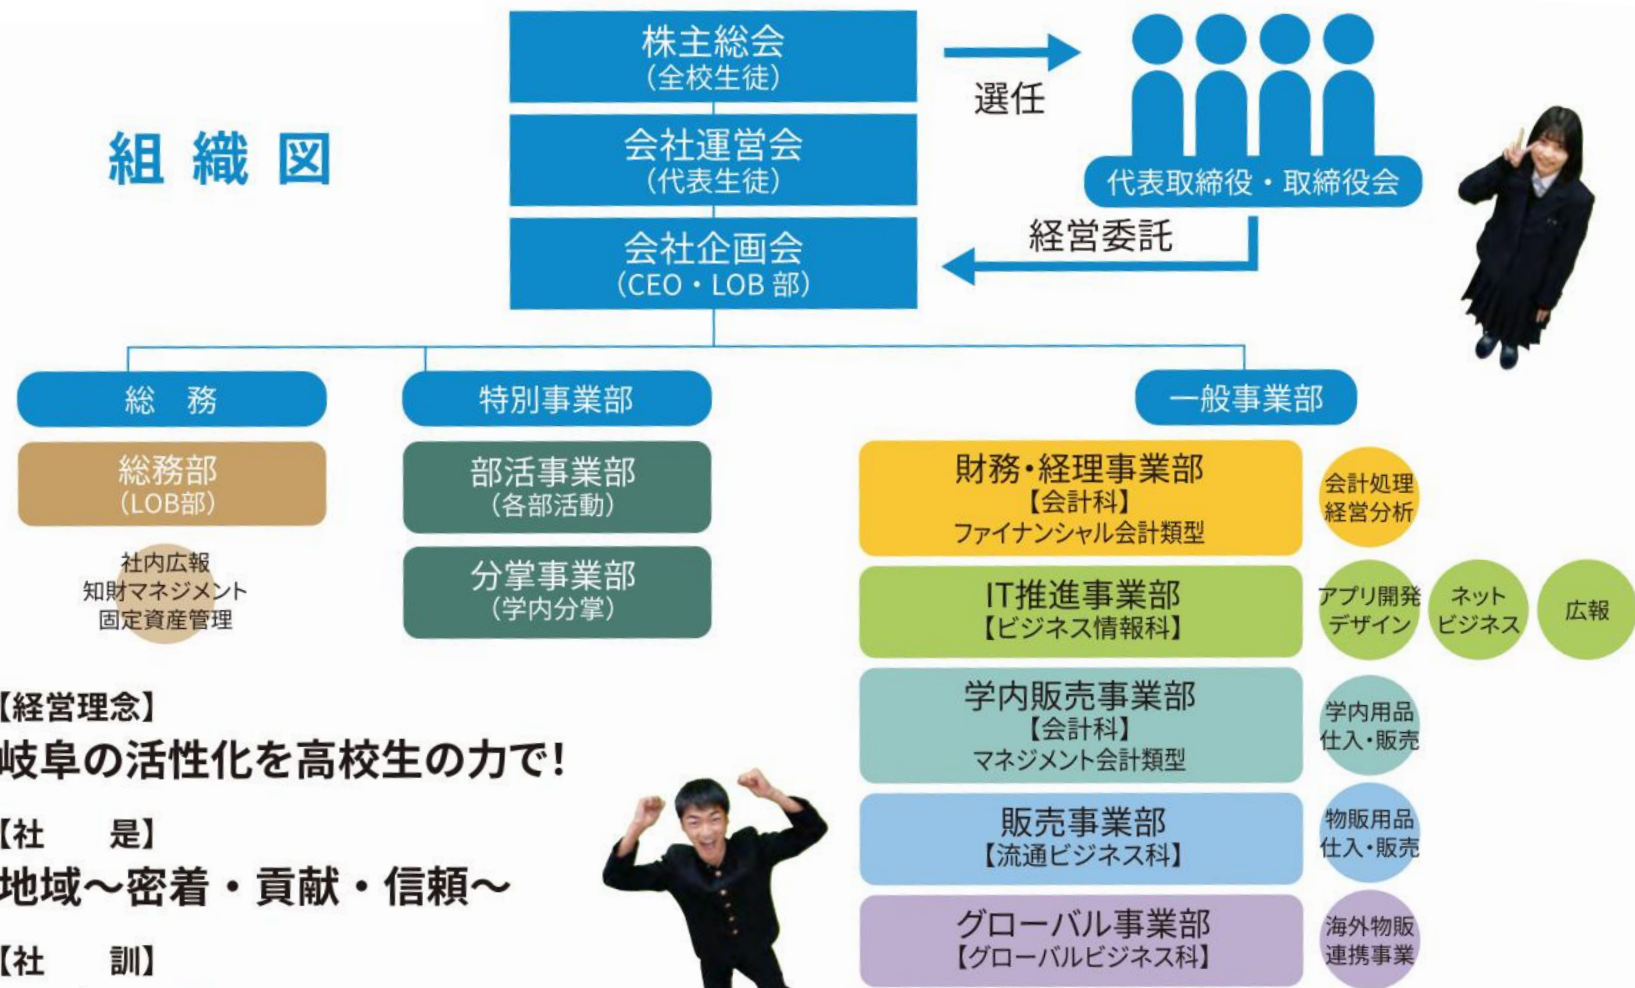 組織図
株主総会
（全校生徒）
選任
代表取締役・取締役会
会社運営会
（代表生徒）
経営委託
会社企画会
（CEO・LOB 部）
総　務
総務部
（LOB部）
社内広報
知財マネジメント
固定資産管理
特別事業部
部活事業部
（各部活動）
分掌事業部
（学内分掌）
一般事業部
財務・経理事業部
【会計科】
ファイナンシャル会計類型
会計処理
経営分析
IT推進事業部
【ビジネス情報科】
アプリ開発
デザイン
ネット
ビジネス
広報
学内販売事業部
【会計科】
マネジメント会計類型
学内用品
仕入・販売
販売事業部
【流通ビジネス科】
物販用品
仕入・販売
グローバル事業部
【グローバルビジネス科】
海外物販
連携事業
【経営理念】
岐阜の活性化を高校生の力で!
【社　　是】
地域～密着・貢献・信頼～
【社　　訓】